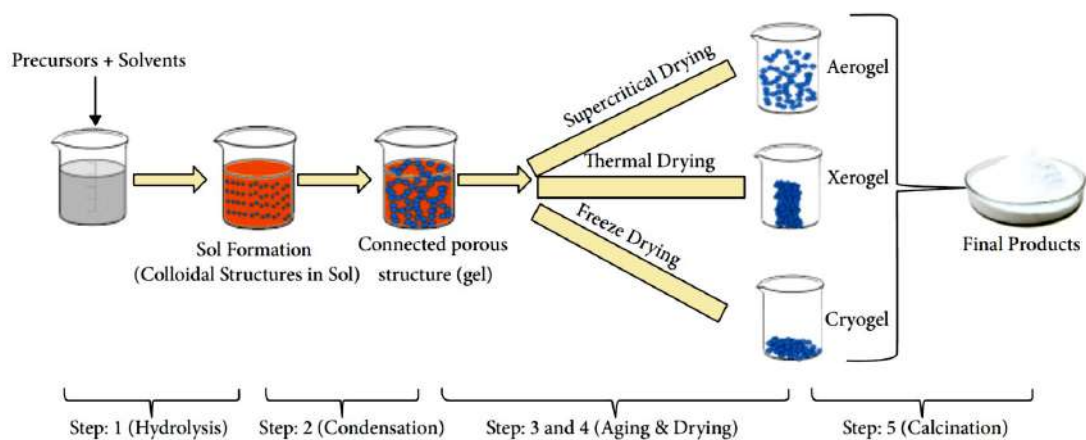 Precursors + Solvents
Sol Formation
(Colloidal Structures in Sol)
Connected porous
structure (gel)
Supercritical Drying
Thermal Drying
Freeze Drying
Aerogel
Xerogel
Cryogel
Final Products
Step: 1 (Hydrolysis)
Step: 2 (Condensation)
Step: 3 and 4 (Aging & Drying)
Step: 5 (Calcination)